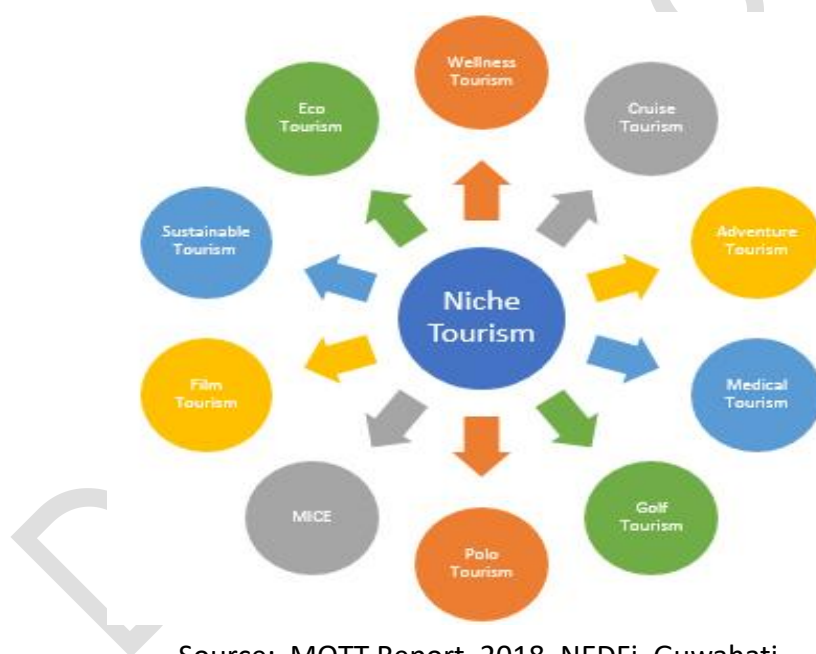 Wellness
Tourism
Cruise
Tourism
Adventure
Tourism
Medical
Tourism
Golf
Tourism
Polo
Tourism
MICE
Film
Tourism
Sustainable
Tourism
Eco
Tourism
Niche
Tourism
Source: MOTT Report, 2018, NEDFi, Guwahati